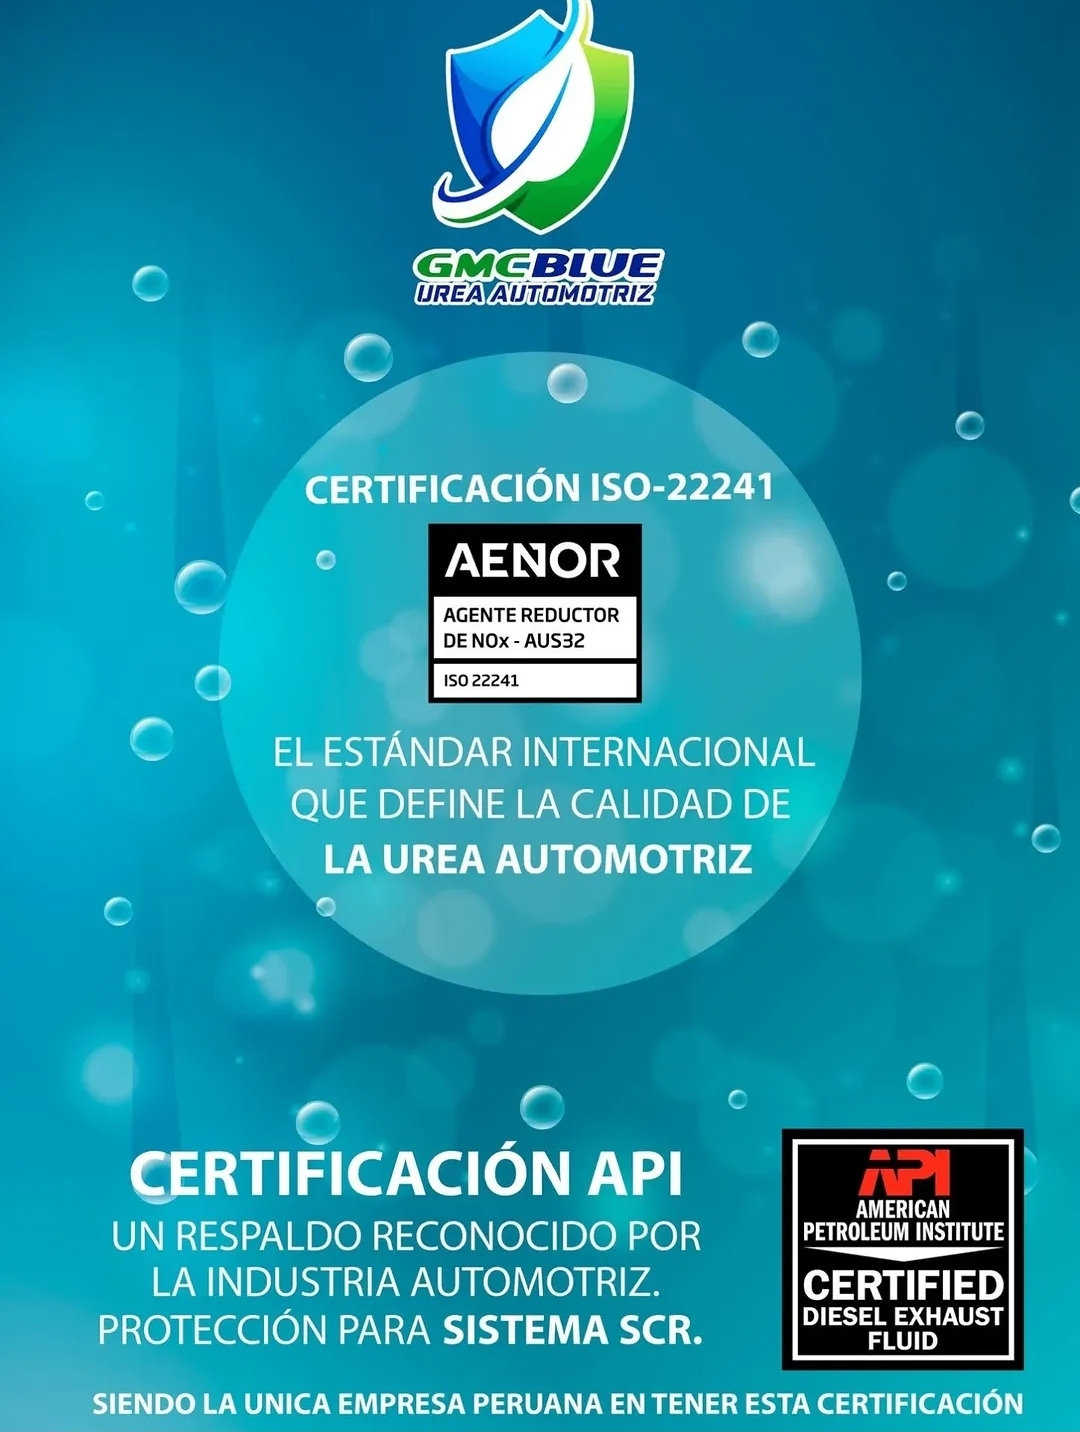 GMCBLUE
UREA AUTOMOTRIZ
CERTIFICACIÓN ISO-22241
AENOR
AGENTE REDUCTOR
DE NOx - AUS32
ISO 22241
EL ESTÁNDAR INTERNACIONAL
QUE DEFINE LA CALIDAD DE
LA UREA AUTOMOTRIZ
CERTIFICACIÓN API
UN RESPALDO RECONOCIDO POR
LA INDUSTRIA AUTOMOTRIZ.
PROTECCIÓN PARA SISTEMA SCR.
API
AMERICAN
PETROLEUM INSTITUTE
CERTIFIED
DIESEL EXHAUST
FLUID
SIENDO LA UNICA EMPRESA PERUANA EN TENER ESTA CERTIFICACIÓN